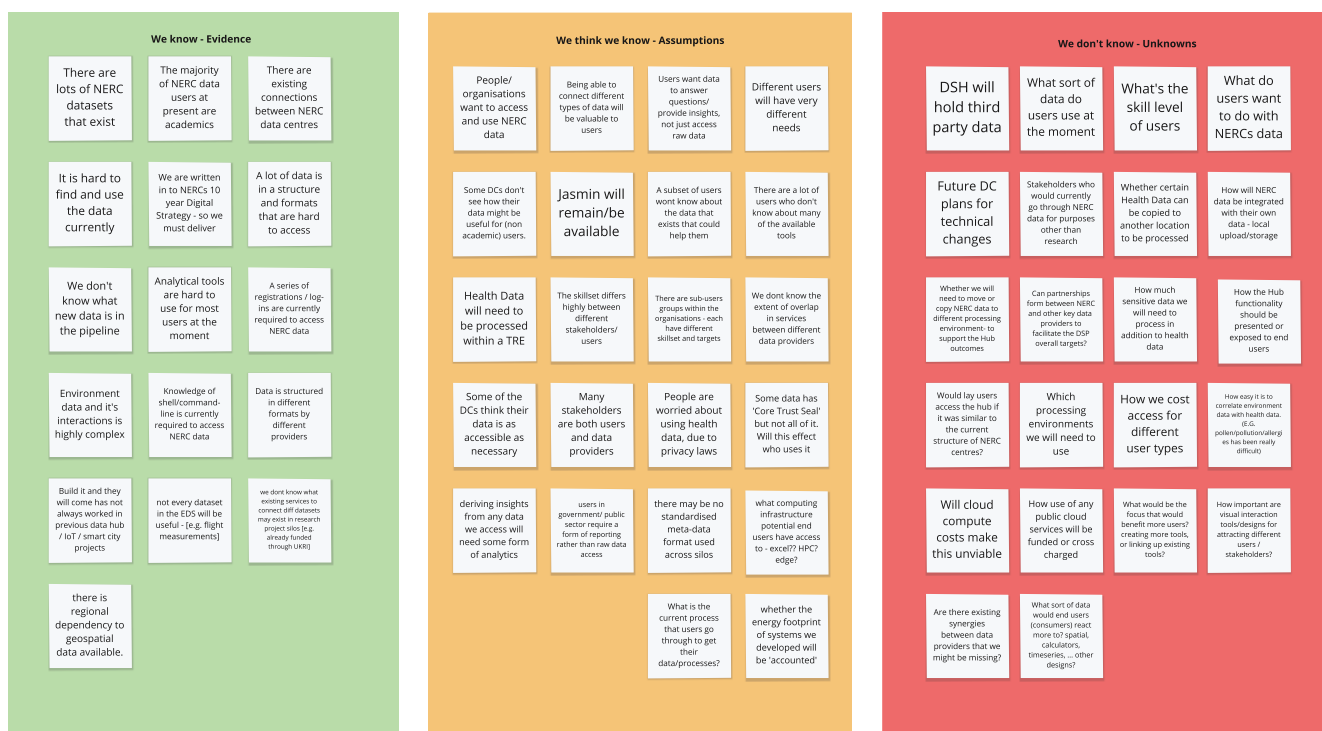 We know - Evidence
There are
lots of NERC
datasets
that exist
The majority
of NERC data
users at
present are
academics
There are
existing
connections
between NERC
data centres
It is hard to
find and use
the data
currently
We are written
in to NERCs 10
year Digital
Strategy - so we
must deliver
A lot of data is
in a structure
and formats
that are hard
to access
We don't
know what
new data is in
the pipeline
Analytical tools
are hard to
use for most
users at the
moment
A series of
registrations / log-
ins are currently
required to access
NERC data
Environment
data and it's
interactions is
highly complex
Knowledge of
shell/command-
line is currently
required to access
NERC data
Data is structured
in different
formats by
different
providers
Build it and they
will come has not
always worked in
previous data hub
/ IoT / smart city
projects
not every dataset
in the EDS will be
useful - [e.g. flight
measurements]
we dont know what
existing services to
connect diff datasets
may exist in research
project silos [e.g.
already funded
through UKRI]
there is
regional
dependency to
geospatial
data available.
We think we know - Assumptions
People/
organisations
want to access
and use NERC
data
Being able to
connect different
types of data will
be valuable to
users
Users want data
to answer
questions/
provide insights,
not just access
raw data
Different users
will have very
different
needs
Some DCs don't
see how their
data might be
useful for (non
academic) users.
Jasmin will
remain/be
available
A subset of users
wont know about
the data that
exists that could
help them
There are a lot of
users who don't
know about many
of the available
tools
Health Data
will need to
be processed
within a TRE
The skillset differs
highly between
different
stakeholders/
users
There are sub-users
groups within the
organisations - each
have different
skillset and targets
We dont know the
extent of overlap
in services
between different
data providers
Some of the
DCs think their
data is as
accessible as
necessary
Many
stakeholders
are both users
and data
providers
People are
worried about
using health
data, due to
privacy laws
Some data has
'Core Trust Seal'
but not all of it.
Will this effect
who uses it
deriving insights
from any data
we access will
need some form
of analytics
users in
government/ public
sector require a
form of reporting
rather than raw data
access
there may be no
standardised
meta-data
format used
across silos
what computing
infrastructure
potential end
users have access
to - excel?? HPC?
edge?
What is the
current process
that users go
through to get
their
data/processes?
whether the
energy footprint
of systems we
developed will
be 'accounted'
We don't know - Unknowns
DSH will
hold third
party data
What sort of
data do
users use at
the moment
What's the
skill level
of users
What do
users want
to do with
NERCs data
Future DC
plans for
technical
changes
Stakeholders who
would currently
go through NERC
data for purposes
other than
research
Whether certain
Health Data can
be copied to
another location
to be processed
How will NERC
data be integrated
with their own
data - local
upload/storage
Whether we will
need to move or
copy NERC data to
different processing
environment- to
support the Hub
outcomes
Can partnerships
form between NERC
and other key data
providers to
facilitate the DSP
overall targets?
How much
sensitive data we
will need to
process in
addition to health
data
How the Hub
functionality
should be
presented or
exposed to end
users
Would lay users
access the hub if
it was similar to
the current
structure of NERC
centres?
Which
processing
environments
we will need to
use
How we cost
access for
different
user types
How easy it is to
correlate environment
data with health data.
(E.G.
pollen/pollution/allergi
es has been really
difficult)
Will cloud
compute
costs make
this unviable
How use of any
public cloud
services will be
funded or cross
charged
What would be the
focus that would
benefit more users?
creating more tools,
or linking up existing
tools?
How important are
visual interaction
tools/designs for
attracting different
users /
stakeholders?
Are there existing
synergies
between data
providers that we
might be missing?
What sort of data
would end users
(consumers) react
more to? spatial,
calculators,
timeseries, ... other
designs?